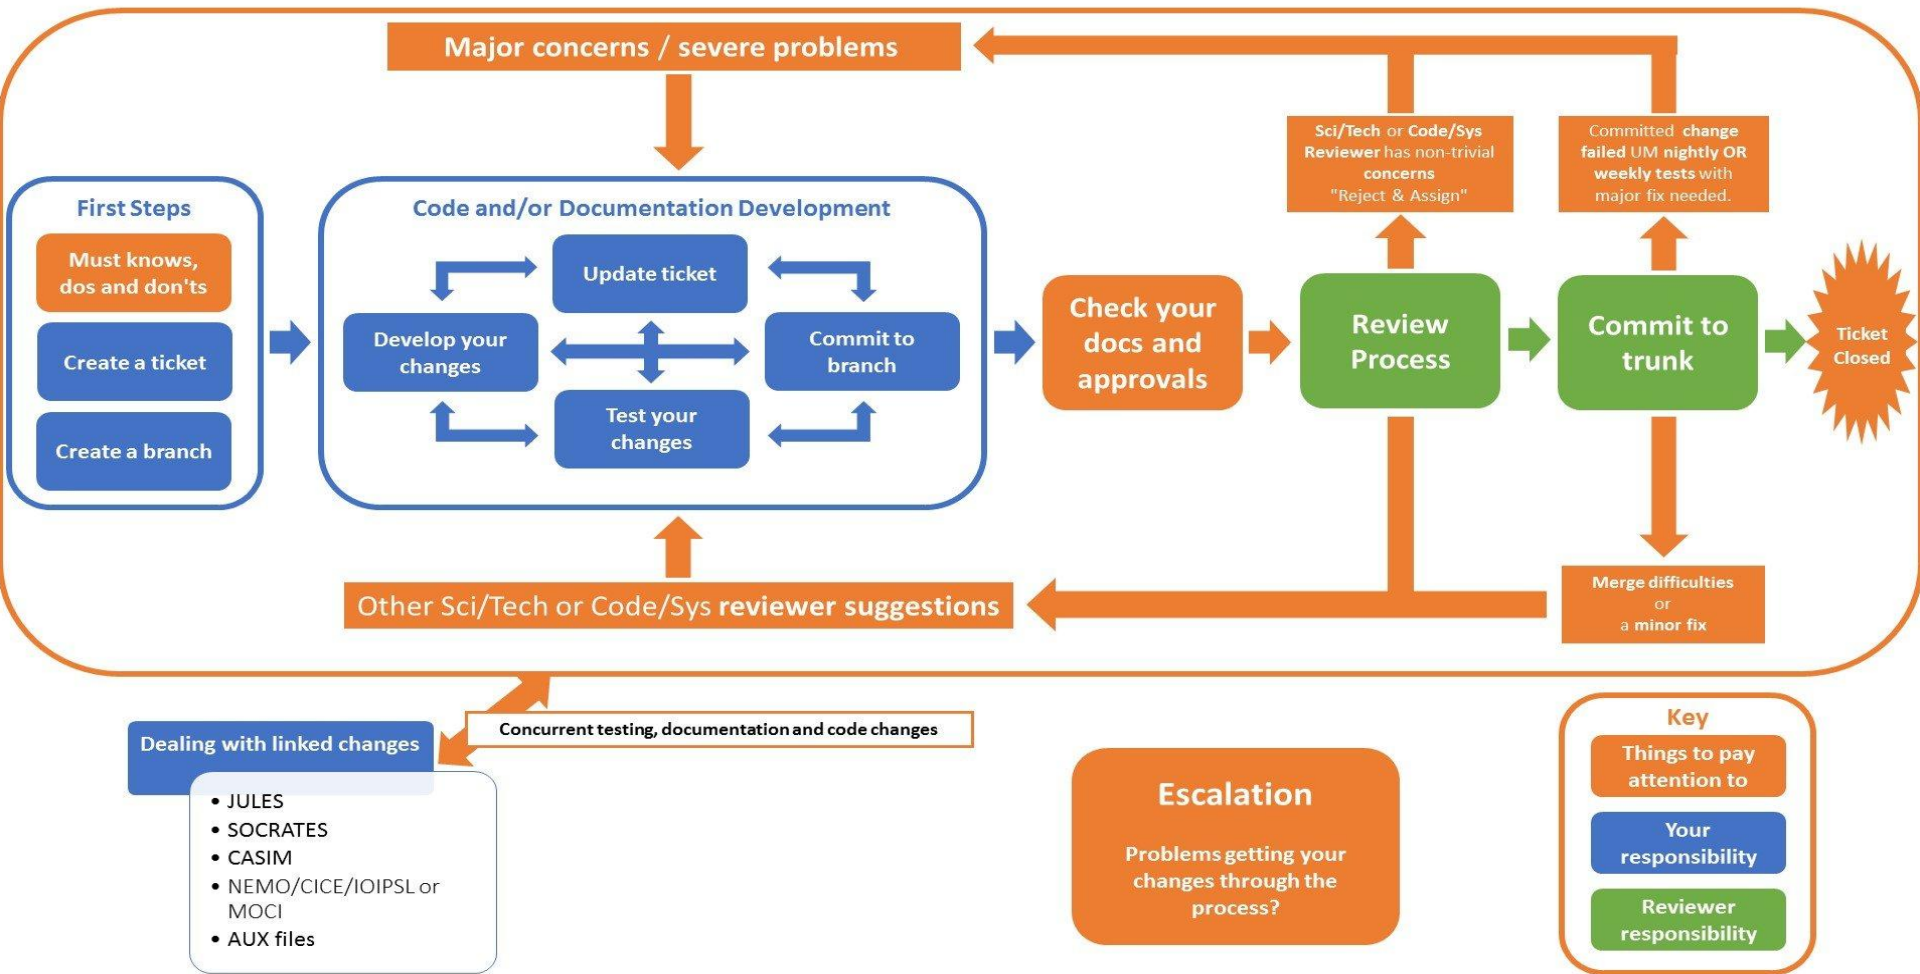 Major concerns / severe problems
Sci/Tech or Code/Sys
Reviewer has non-trivial
concerns
"Reject & Assign"
Committed change
failed UM nightly OR
weekly tests with
major fix needed.
First Steps
Must knows,
dos and don'ts
Create a ticket
Create a branch
Code and/or Documentation Development
Update ticket
Develop your
changes
Commit to
branch
Test your
changes
Check your
docs and
approvals
Review
Process
Commit to
trunk
Ticket
Closed
Other Sci/Tech or Code/Sys reviewer suggestions
Merge difficulties
or
a minor fix
Dealing with linked changes
Concurrent testing, documentation and code changes
• JULES
• SOCRATES
• CASIM
• NEMO/CICE/IOIPSL or
MOCI
• AUX files
Escalation
Problems getting your
changes through the
process?
Key
Things to pay
attention to
Your
responsibility
Reviewer
responsibility